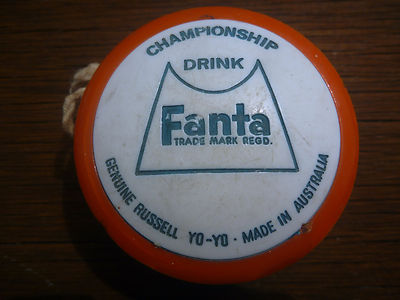 CHAMPIONSHIP
DRINK
Fanta
TRADE MARK REGD.
GENUINE RUSSELL YO-YO · MADE IN AUSTRALIA